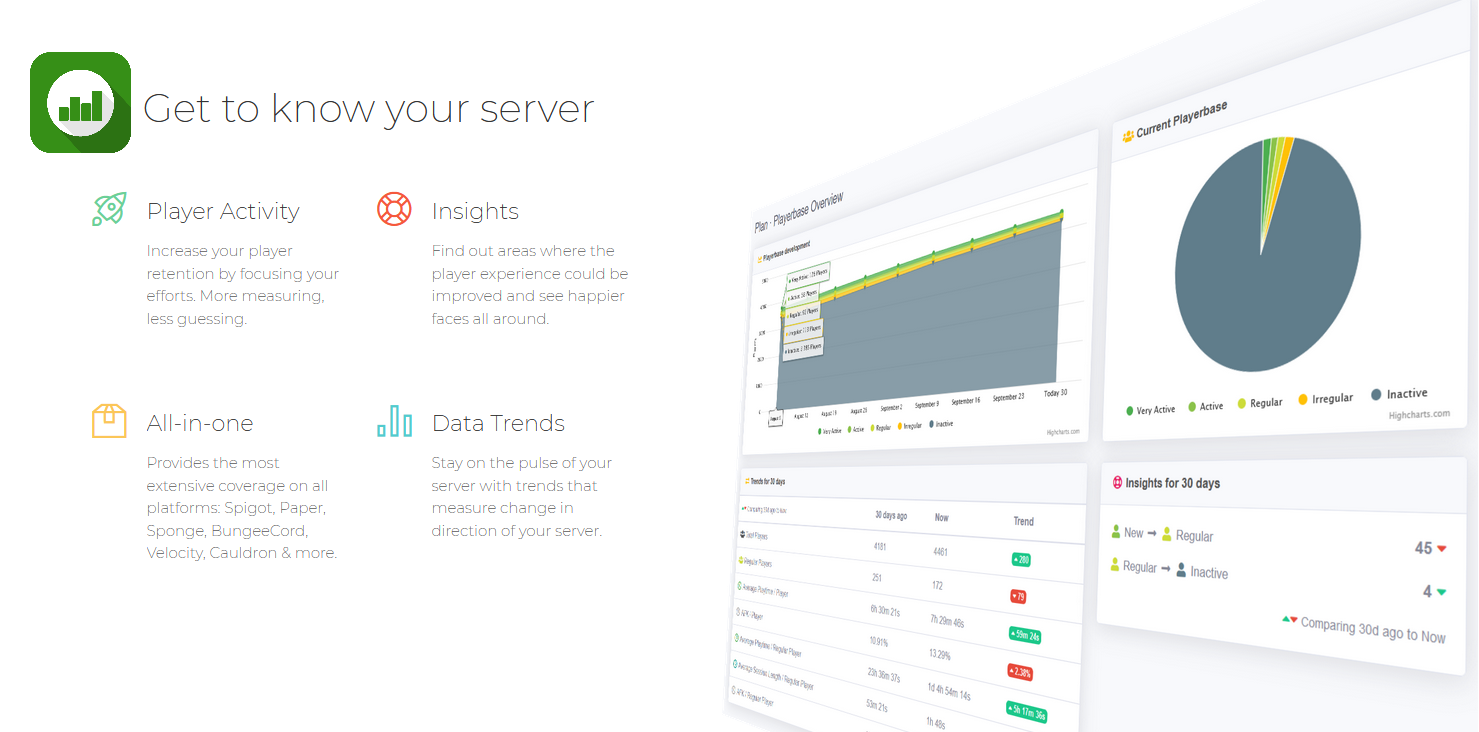 Get to know your server
Player Activity
Increase your player
retention by focusing your
efforts. More measuring,
less guessing.
Insights
Find out areas where the
player experience could be
improved and see happier
faces all around.
All-in-one
Provides the most
extensive coverage on all
platforms: Spigot, Paper,
Sponge, BungeeCord,
Velocity, Cauldron & more.
Data Trends
Stay on the pulse of your
server with trends that
measure change in
direction of your server.
Plan - Playerbase Overview
Playerbase development
August 12 August 19 August 25 September 2 September 9 September 16 September 23 Today 30
Very Active Active Regular Irregular Inactive
Highcharts.com
Current Playerbase
Very Active Active Regular Irregular Inactive
Highcharts.com
Trends for 30 days
Comparing 30d ago to Now 30 days ago Now Trend
Total Players 4181 4461 280
Regular Players 251 172 79
Average Playtime / Player 6h 30m 21s 7h 29m 46s 59m 24s
AFK / Player 10.91% 13.29% 2.38%
Average Playtime / Regular Player 23h 36m 37s 1d 4h 54m 14s 5h 17m 36s
Average Session Length / Regular Player 53m 21s 1h 48s
AFK / Regular Player
Insights for 30 days
New Regular 45
Regular Inactive 4
Comparing 30d ago to Now